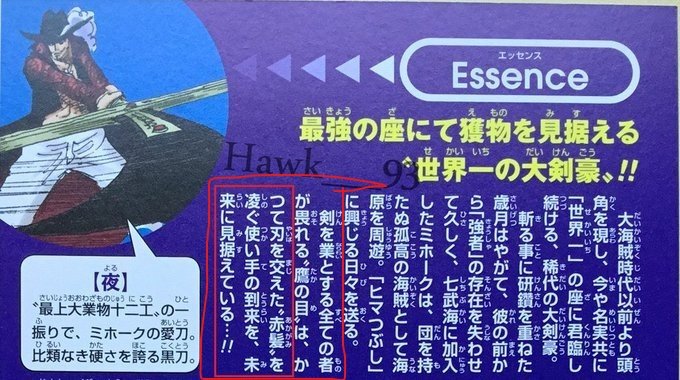 エッセンス
Essence
最強の座にて獲物を見据える
“世界一の大剣豪”!!
Hawk__93
大海賊時代以前より頭
角を現し、今や名実共に
「世界一」の座に君臨し
続ける、稀代の大剣豪。
斬る事に研鑽を重ねた
歳月はやがて、彼の前か
ら“強者”の存在を失わせ
て久しく、七武海に加入
したミホークは、団を持
たぬ孤高の海賊として海
原を周遊。「ヒマつぶし」
に興じる日々を送る。
剣を業とする全ての者
が畏れる“鷹の目”は、か
つて刃を交えた“赤髪”を
凌ぐ使い手の到来を、未
来に見据えている…!!
【夜】
“最上大業物十二工”の一
振りで、ミホークの愛刀。
比類なき硬さを誇る黒刀。